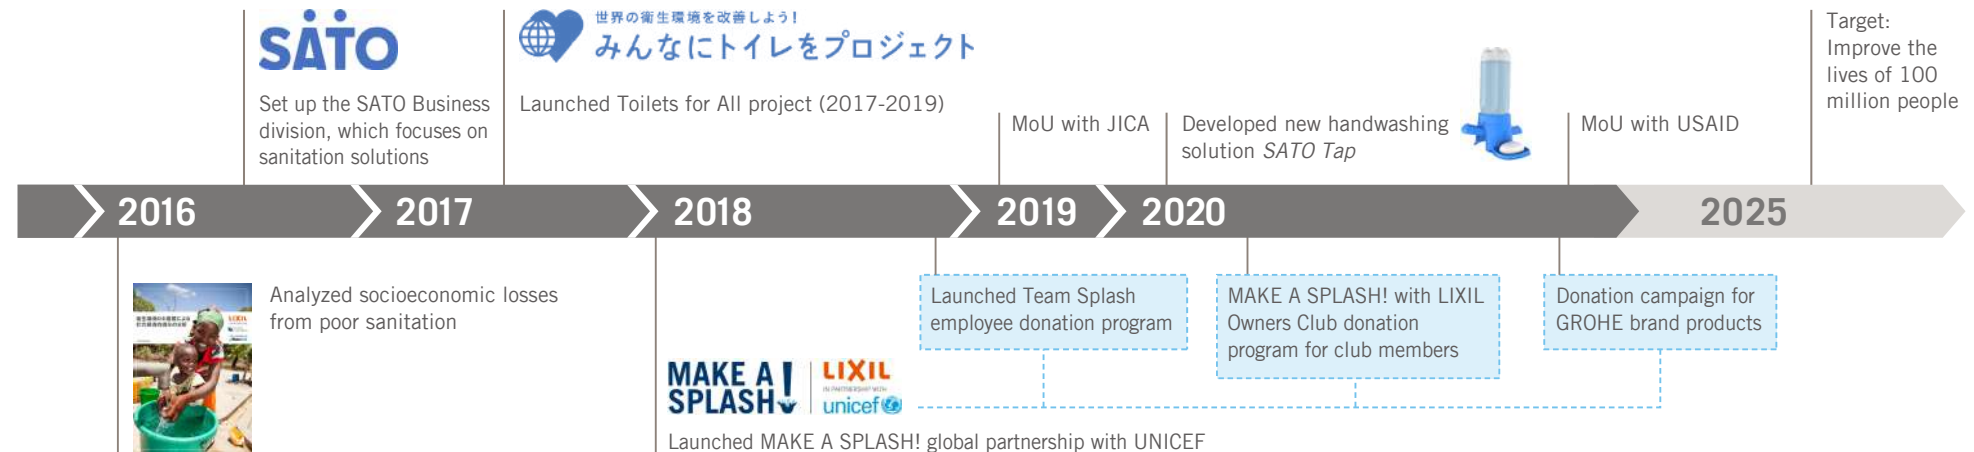 SATO
Set up the SATO Business
division, which focuses on
sanitation solutions
世界の衛生環境を改善しよう!
みんなにトイレをプロジェクト
Launched Toilets for All project (2017-2019)
MoU with JICA
Developed new handwashing
solution SATO Tap
MoU with USAID
Target:
Improve the
lives of 100
million people
2016
2017
2018
2019
2020
2025
LIXIL
Analyzed socioeconomic losses
from poor sanitation
MAKE A
SPLASH!
LIXIL
IN PARTNERSHIP WITH
unicef
Launched MAKE A SPLASH! global partnership with UNICEF
Launched Team Splash
employee donation program
MAKE A SPLASH! with LIXIL
Owners Club donation
program for club members
Donation campaign for
GROHE brand products